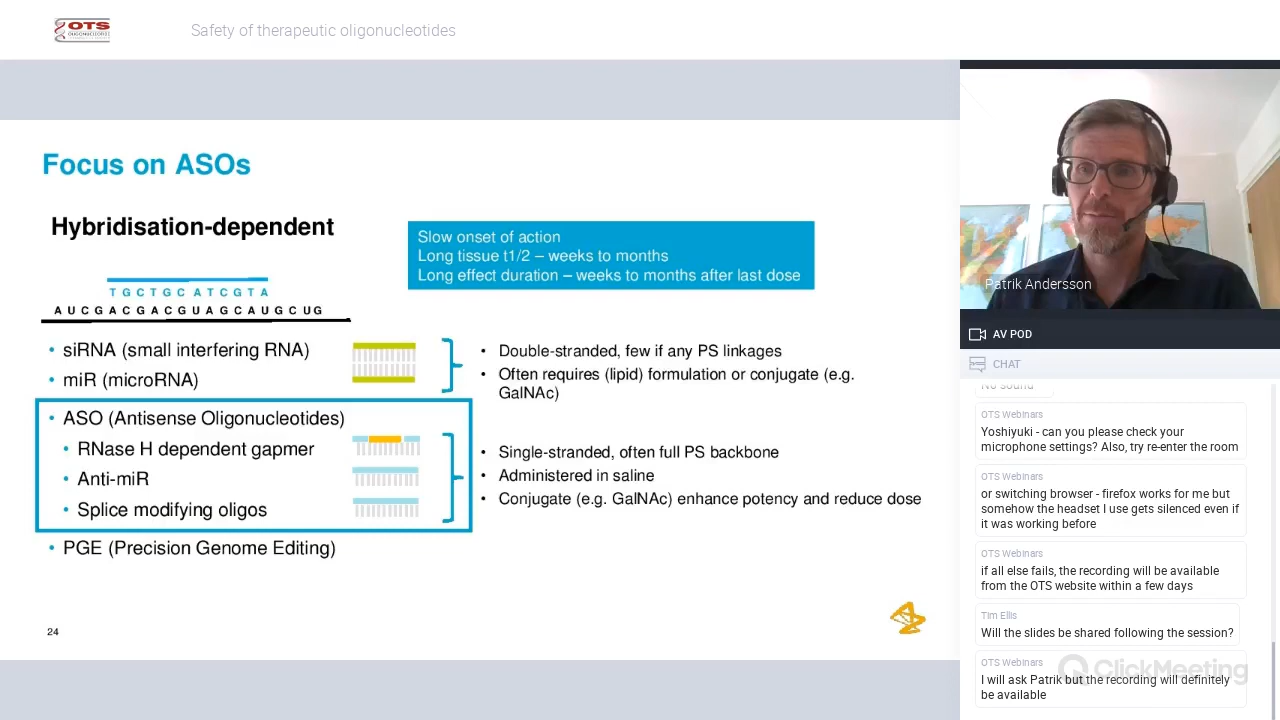 OTS
Safety of therapeutic oligonucleotides
Focus on ASOs
Hybridisation-dependent
Slow onset of action
Long tissue t1/2 – weeks to months
Long effect duration – weeks to months after last dose
TGCTGCATCGTA
AUCGACGACGUAGCAUGCUG
• siRNA (small interfering RNA)
• miR (microRNA)
• Double-stranded, few if any PS linkages
• Often requires (lipid) formulation or conjugate (e.g.
GalNAc)
• ASO (Antisense Oligonucleotides)
• RNase H dependent gapmer
• Anti-miR
• Splice modifying oligos
• Single-stranded, often full PS backbone
• Administered in saline
• Conjugate (e.g. GalNAc) enhance potency and reduce dose
• PGE (Precision Genome Editing)
24
Patrik Andersson
AV POD
CHAT
No sound
OTS Webinars
Yoshiyuki - can you please check your
microphone settings? Also, try re-enter the room
OTS Webinars
or switching browser - firefox works for me but
somehow the headset I use gets silenced even if
it was working before
OTS Webinars
if all else fails, the recording will be available
from the OTS website within a few days
Tim Ellis
Will the slides be shared following the session?
OTS Webinars
I will ask Patrik but the recording will definitely
be available
ClickMeeting